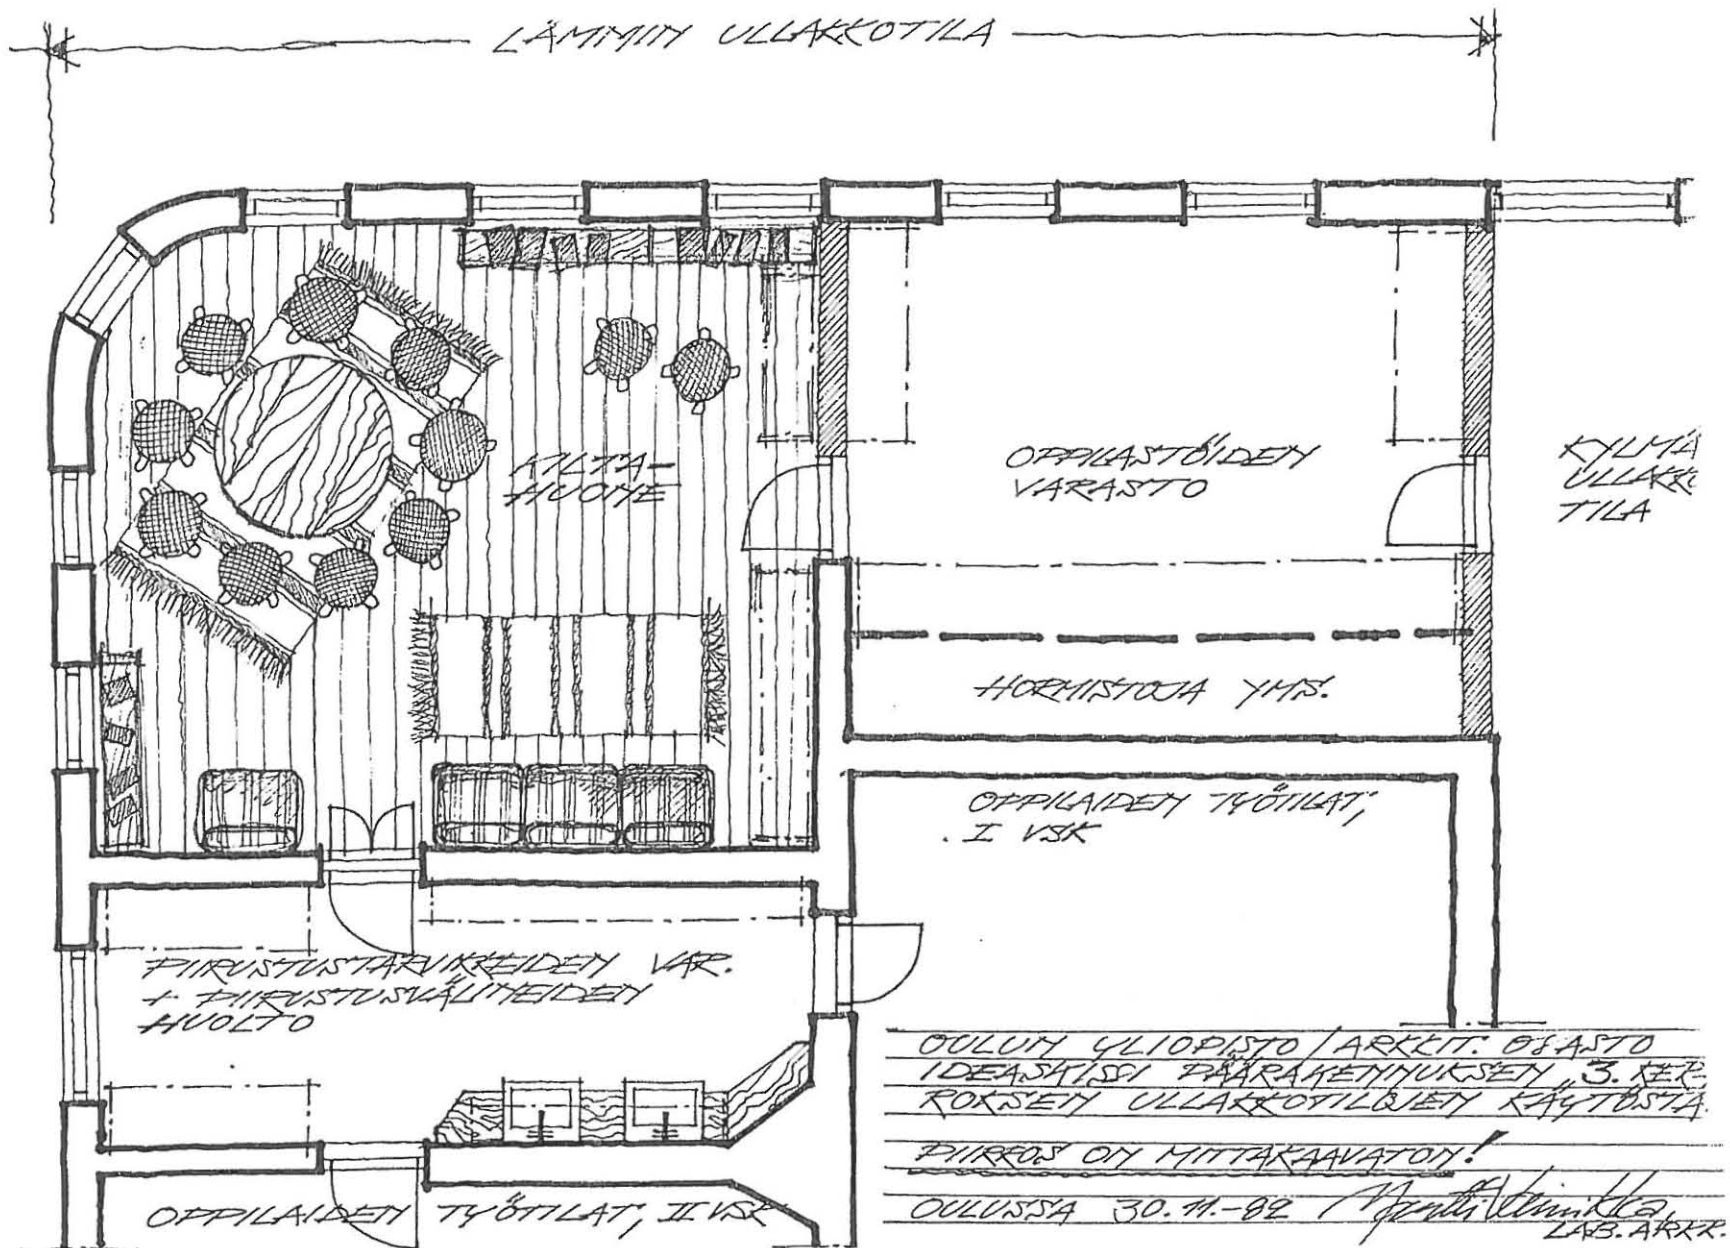 LÄMMIN ULLAKKOTILA
KILTA-
HUONE
OPPILASTÖIDEN
VARASTO
KYLMÄ
ULLAKKO
TILA
HORMISTOJA YMS.
OPPILAIDEN TYÖTILAT,
I VSK
PIIRUSTUSTARVIKKEIDEN VAR.
+ PIIRUSTUSVÄLINEIDEN
HUOLTO
OPPILAIDEN TYÖTILAT, II VSK
OULUN YLIOPISTO / ARKKIT. OSASTO
IDEASKISSI PÄÄRAKENNUKSEN 3. KER.
ROKSEN ULLAKKOTILOJEN KÄYTÖSTÄ
PIIRROS ON MITTAKAAVATON!
OULUSSA 30.11.-82
LAB. ARKK.